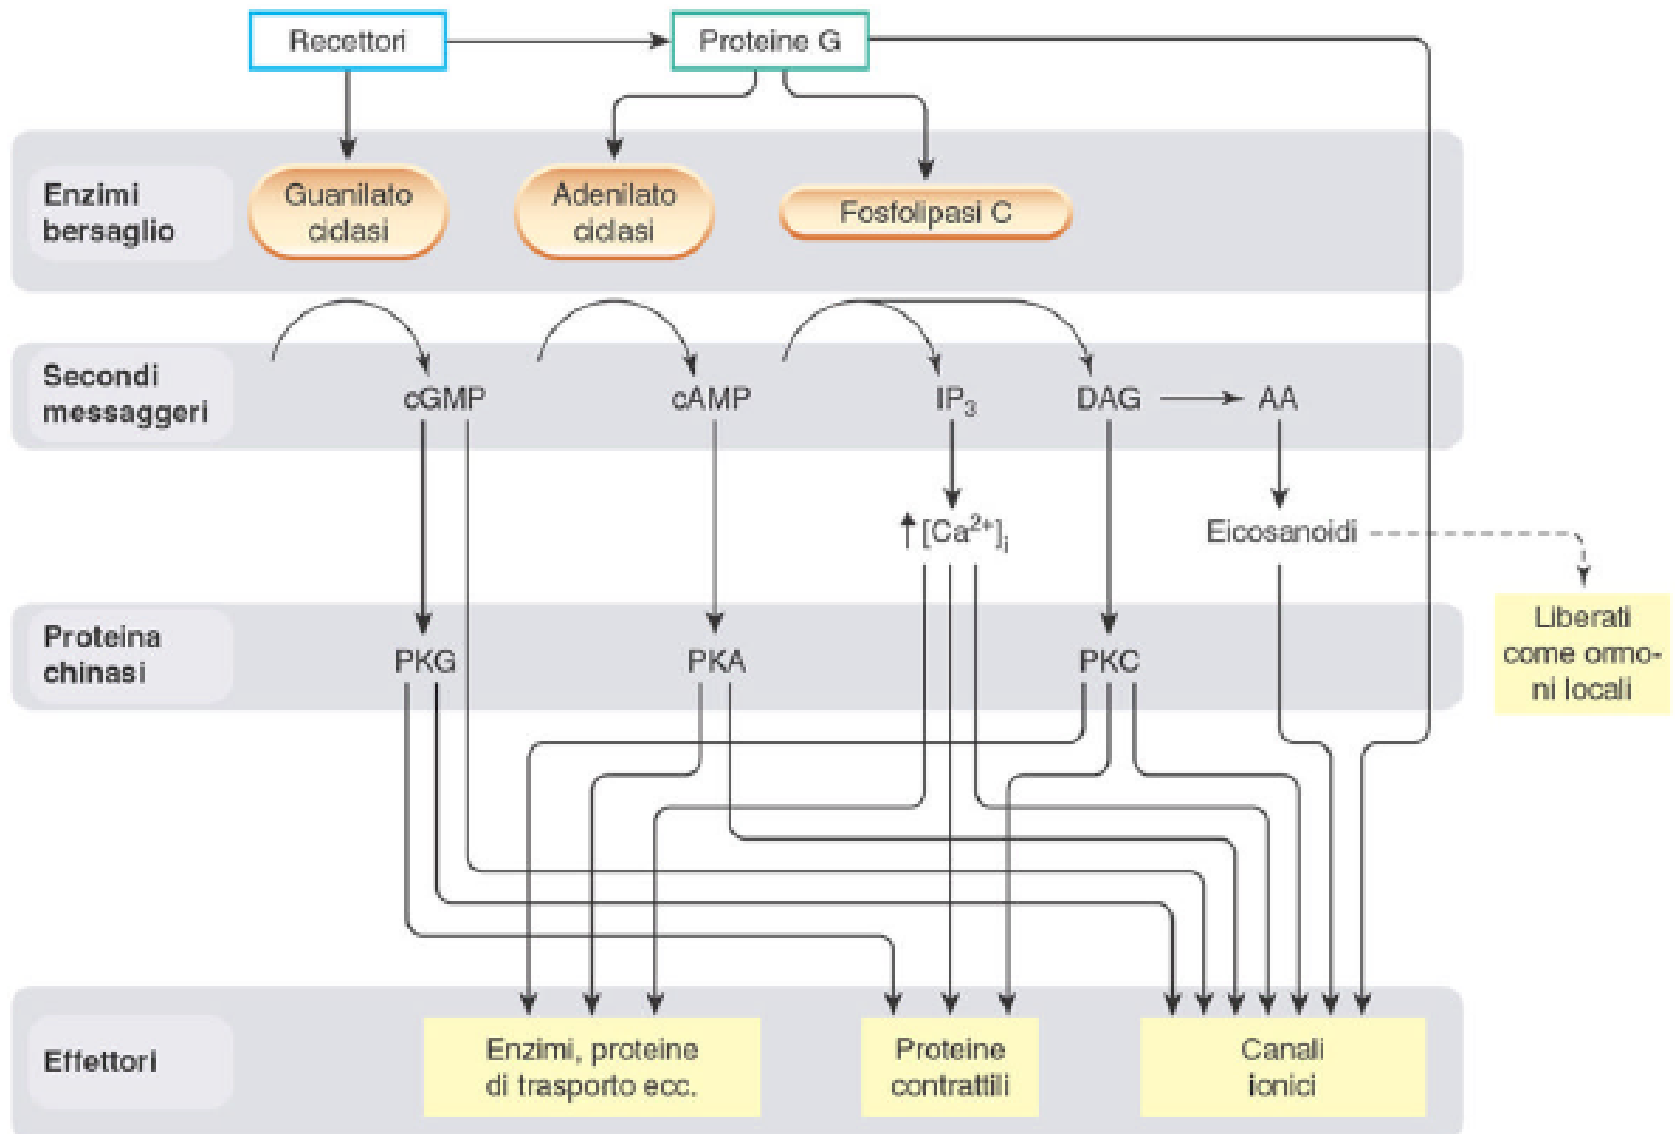 Recettori
Proteine G
Enzimi
bersaglio
Guanilato
ciclasi
Adenilato
ciclasi
Fosfolipasi C
Secondi
messaggeri
cGMP
cAMP
IP₃
DAG
AA
[Ca²⁺]ᵢ
Eicosanoidi
Liberati
come ormo-
ni locali
Proteina
chinasi
PKG
PKA
PKC
Effettori
Enzimi, proteine
di trasporto ecc.
Proteine
contrattili
Canali
ionici